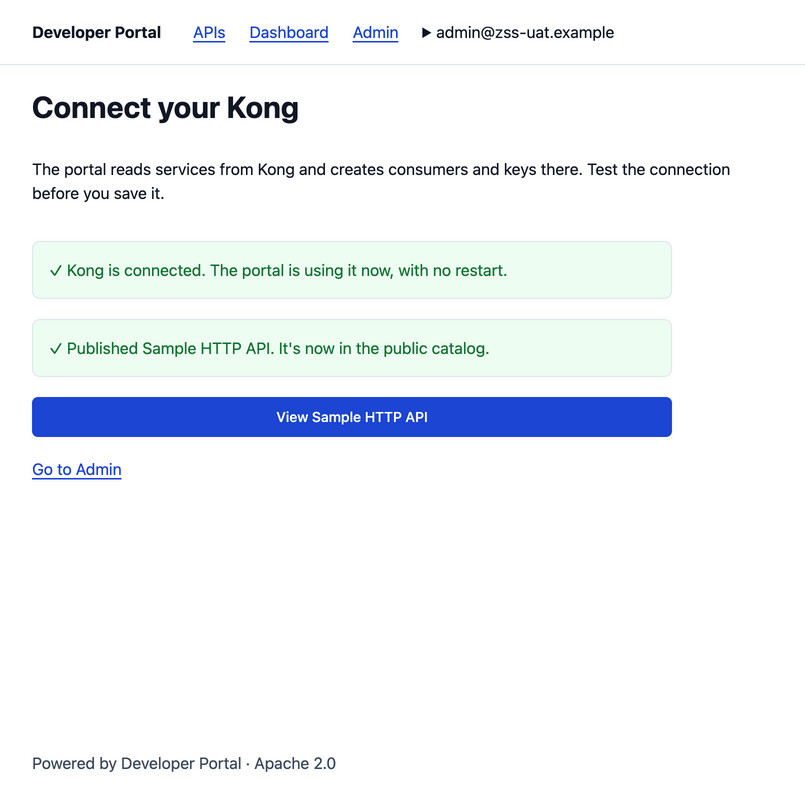 Developer Portal APIs Dashboard Admin ▶ admin@zss-uat.example
Connect your Kong
The portal reads services from Kong and creates consumers and keys there. Test the connection
before you save it.
✓ Kong is connected. The portal is using it now, with no restart.
✓ Published Sample HTTP API. It's now in the public catalog.
View Sample HTTP API
Go to Admin
Powered by Developer Portal · Apache 2.0